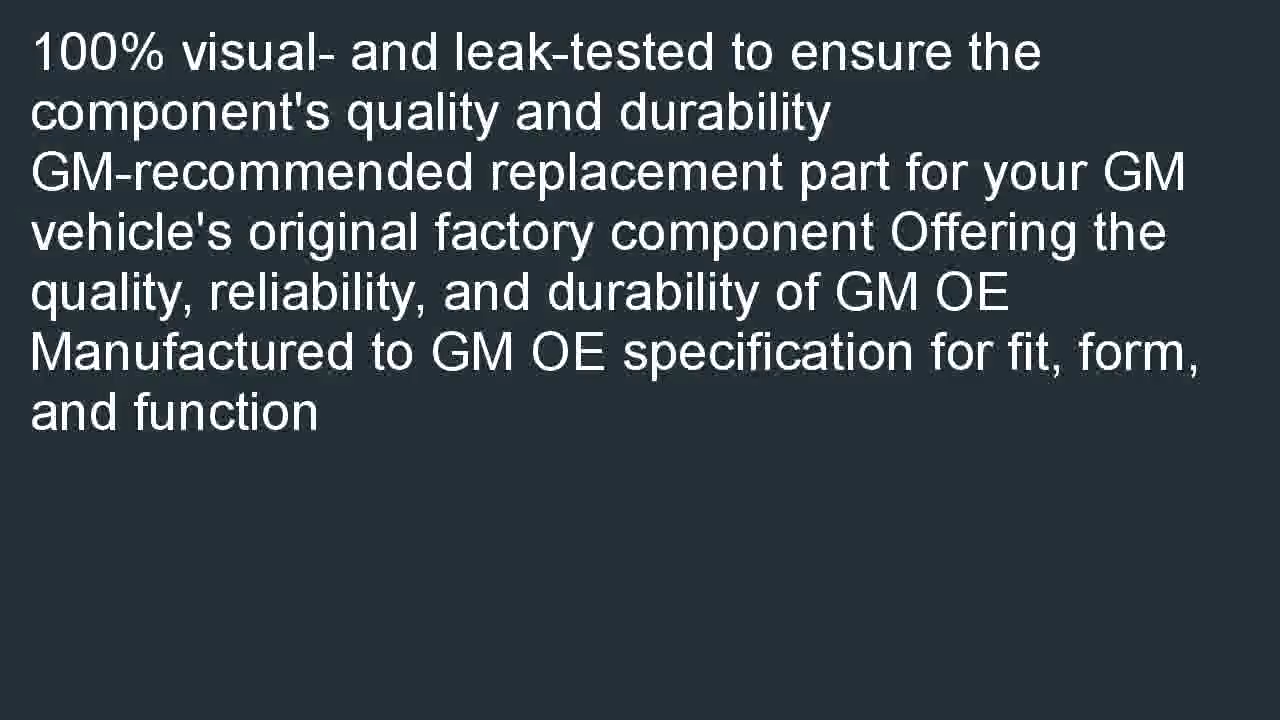 100% visual- and leak-tested to ensure the
component's quality and durability
GM-recommended replacement part for your GM
vehicle's original factory component Offering the
quality, reliability, and durability of GM OE
Manufactured to GM OE specification for fit, form,
and function